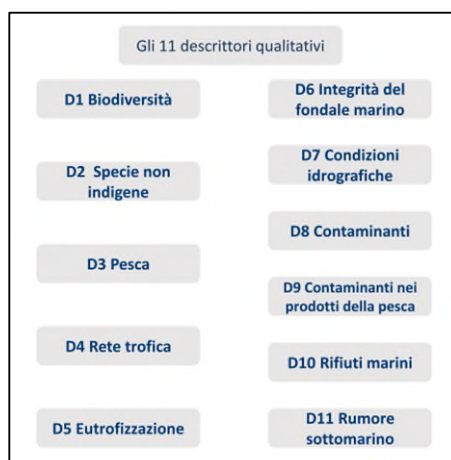 Gli 11 descrittori qualitativi
D1 Biodiversità
D2 Specie non
indigene
D3 Pesca
D4 Rete trofica
D5 Eutrofizzazione
D6 Integrità del
fondale marino
D7 Condizioni
idrografiche
D8 Contaminanti
D9 Contaminanti nei
prodotti della pesca
D10 Rifiuti marini
D11 Rumore
sottomarino